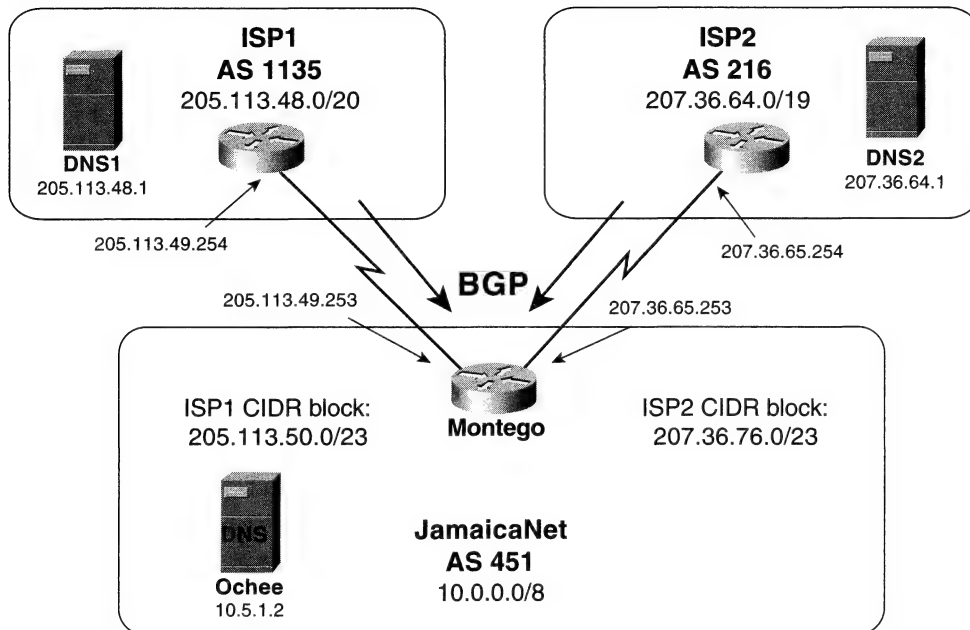 ISP1
AS 1135
205.113.48.0/20
DNS1
205.113.48.1
205.113.49.254
ISP2
AS 216
207.36.64.0/19
DNS2
207.36.64.1
207.36.65.254
BGP
205.113.49.253
207.36.65.253
Montego
ISP1 CIDR block:
205.113.50.0/23
ISP2 CIDR block:
207.36.76.0/23
DNS
Ochee
10.5.1.2
JamaicaNet
AS 451
10.0.0.0/8